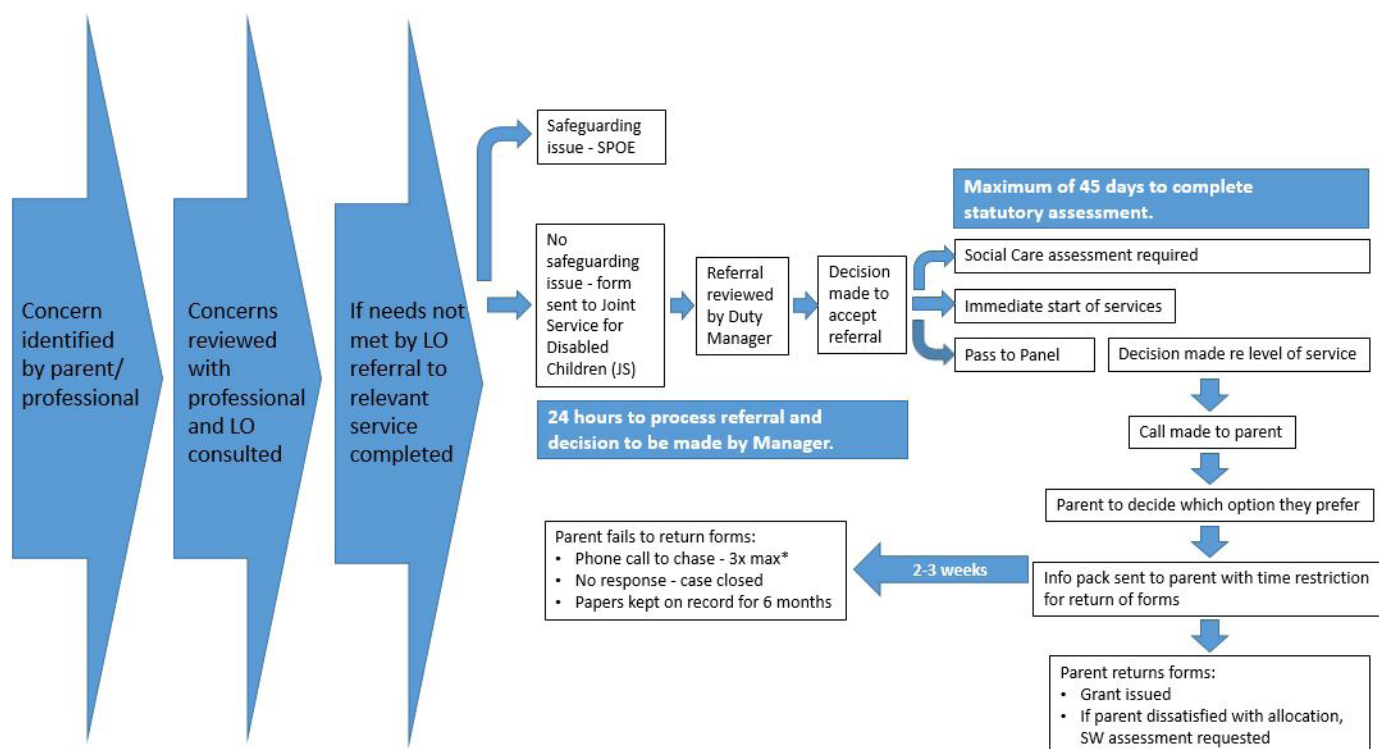 Concern
identified
by parent/
professional
Concerns
reviewed
with
professional
and LO
consulted
If needs not
met by LO
referral to
relevant
service
completed
Safeguarding
issue - SPOE
No
safeguarding
issue - form
sent to Joint
Service for
Disabled
Children (JS)
Referral
reviewed
by Duty
Manager
Decision
made to
accept
referral
24 hours to process referral and
decision to be made by Manager.
Maximum of 45 days to complete
statutory assessment.
Social Care assessment required
Immediate start of services
Pass to Panel
Decision made re level of service
Call made to parent
Parent to decide which option they prefer
Info pack sent to parent with time restriction
for return of forms
2-3 weeks
Parent fails to return forms:
• Phone call to chase - 3x max*
• No response - case closed
• Papers kept on record for 6 months
Parent returns forms:
• Grant issued
• If parent dissatisfied with allocation,
SW assessment requested